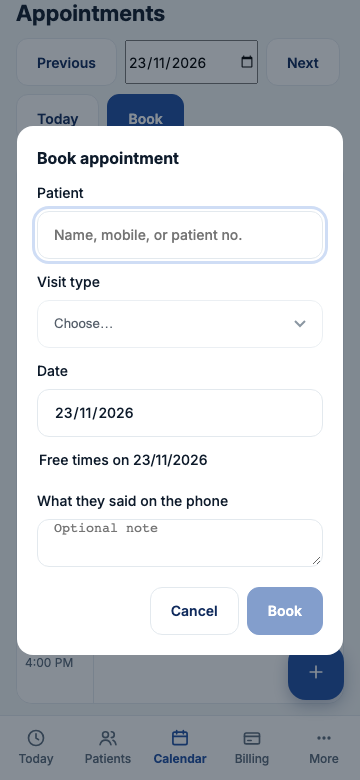 Appointments
Previous
23/11/2026
Next
Today
Book
Book appointment
Patient
Name, mobile, or patient no.
Visit type
Choose...
Date
23/11/2026
Free times on 23/11/2026
What they said on the phone
Optional note
Cancel
Book
4:00 PM
+
Today
Patients
Calendar
Billing
More